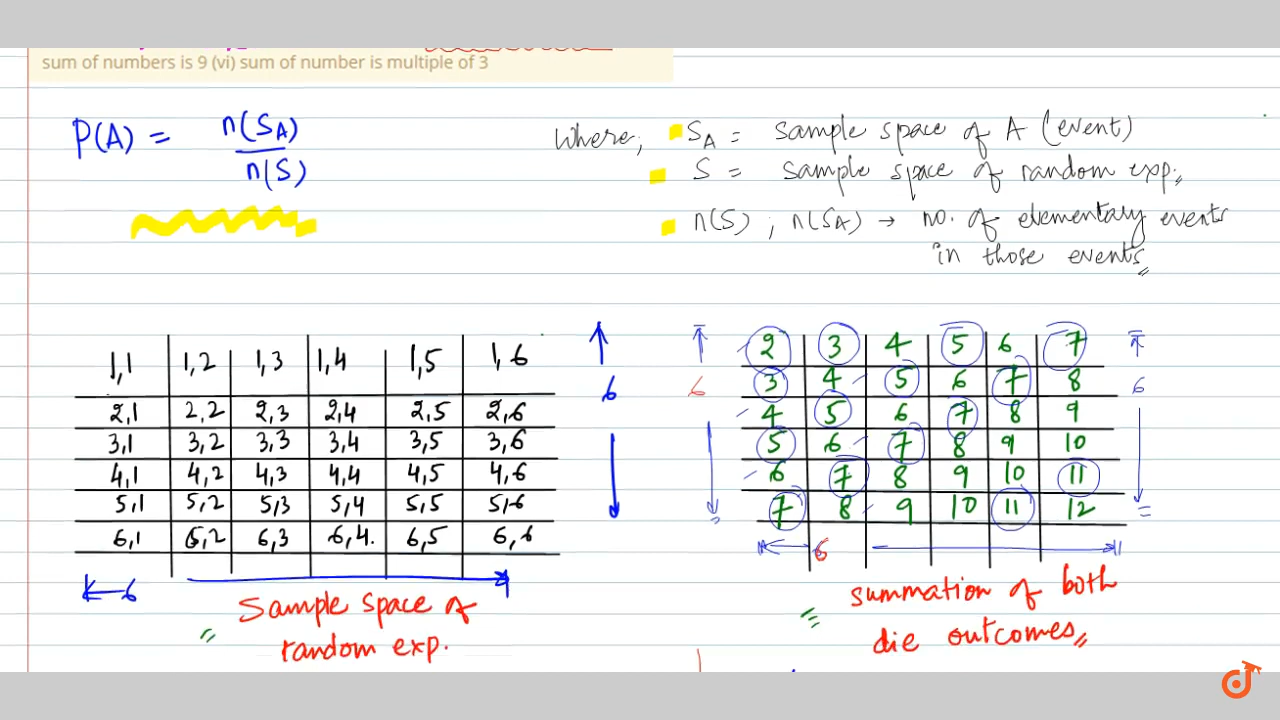 sum of numbers is 9 (vi) sum of number is multiple of 3
P(A) = n(SA) / n(S)
Where; SA = sample space of A (event)
S = sample space of random exp.
n(S) ; n(SA) → no. of elementary events
in those events
1,1 1,2 1,3 1,4 1,5 1,6
2,1 2,2 2,3 2,4 2,5 2,6
3,1 3,2 3,3 3,4 3,5 3,6
4,1 4,2 4,3 4,4 4,5 4,6
5,1 5,2 5,3 5,4 5,5 5,6
6,1 6,2 6,3 6,4. 6,5 6,6
6
6
Sample space of
random exp.
6
2 3 4 5 6 7
3 4 5 6 7 8
4 5 6 7 8 9
5 6 7 8 9 10
6 7 8 9 10 11
7 8 9 10 11 12
6
6
summation of both
die outcomes